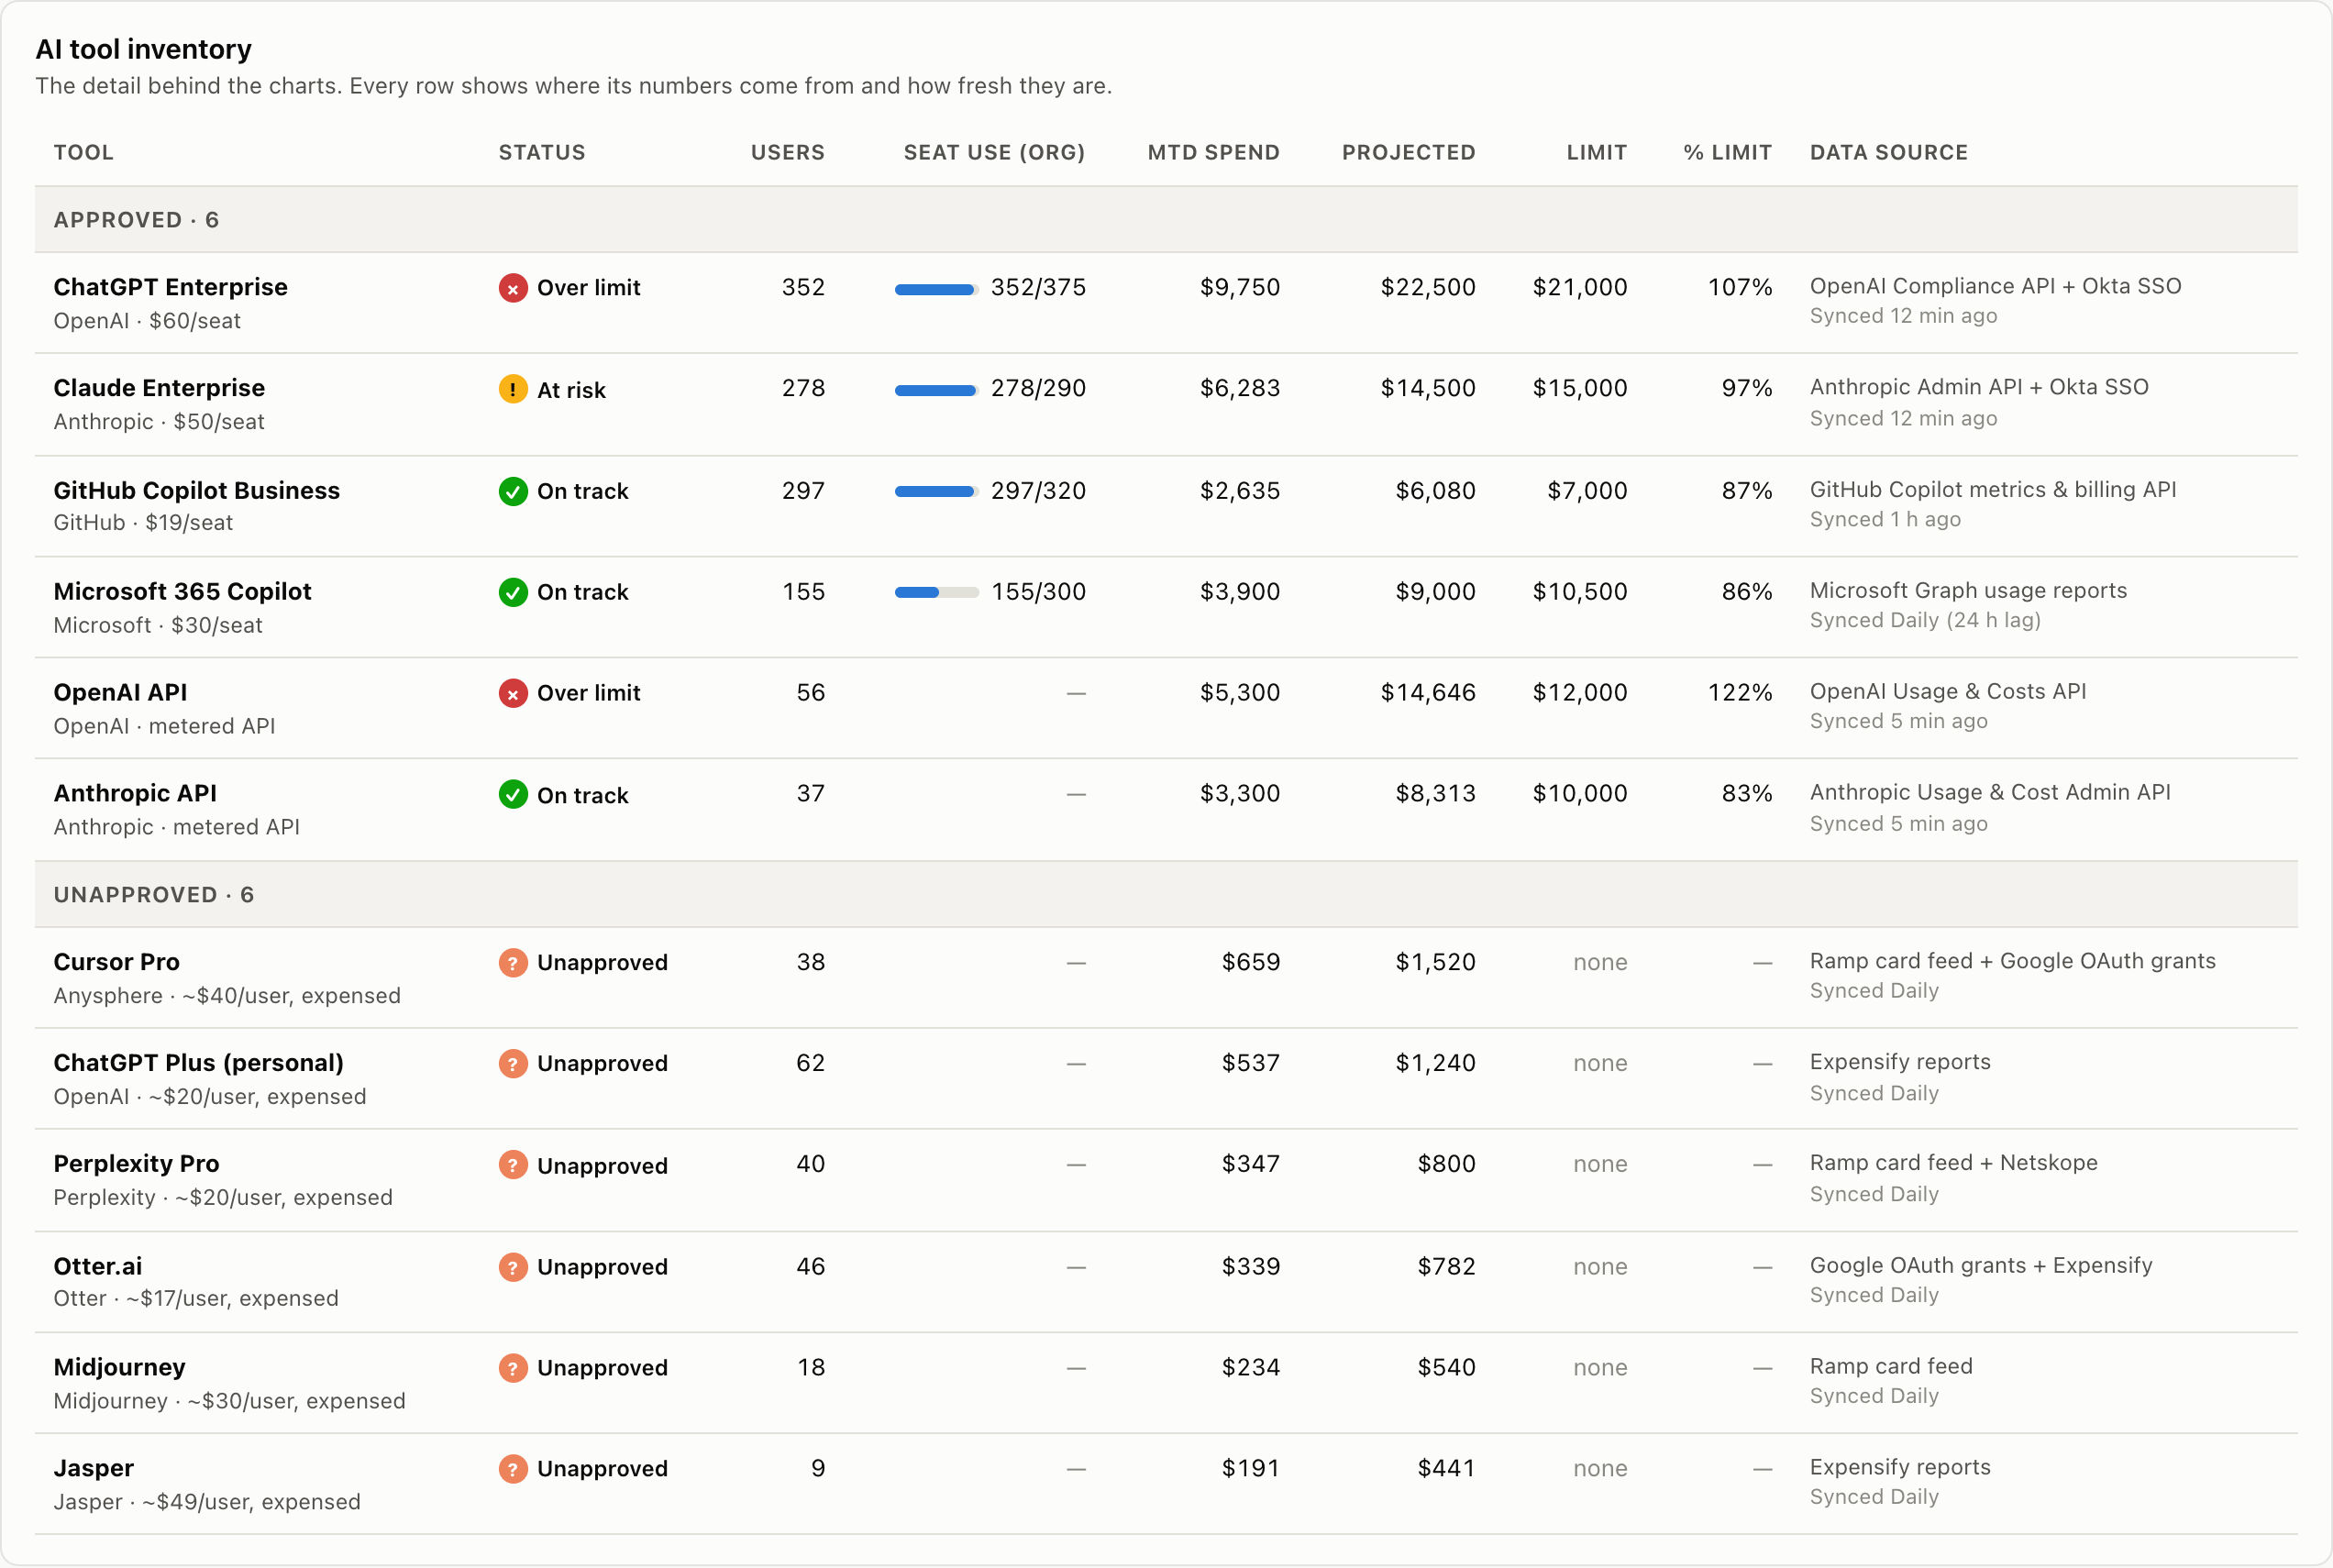 AI tool inventory
The detail behind the charts. Every row shows where its numbers come from and how fresh they are.
TOOL STATUS USERS SEAT USE (ORG) MTD SPEND PROJECTED LIMIT % LIMIT DATA SOURCE
APPROVED · 6
ChatGPT Enterprise Over limit 352 352/375 $9,750 $22,500 $21,000 107% OpenAI Compliance API + Okta SSO
OpenAI · $60/seat Synced 12 min ago
Claude Enterprise At risk 278 278/290 $6,283 $14,500 $15,000 97% Anthropic Admin API + Okta SSO
Anthropic · $50/seat Synced 12 min ago
GitHub Copilot Business On track 297 297/320 $2,635 $6,080 $7,000 87% GitHub Copilot metrics & billing API
GitHub · $19/seat Synced 1 h ago
Microsoft 365 Copilot On track 155 155/300 $3,900 $9,000 $10,500 86% Microsoft Graph usage reports
Microsoft · $30/seat Synced Daily (24 h lag)
OpenAI API Over limit 56 — $5,300 $14,646 $12,000 122% OpenAI Usage & Costs API
OpenAI · metered API Synced 5 min ago
Anthropic API On track 37 — $3,300 $8,313 $10,000 83% Anthropic Usage & Cost Admin API
Anthropic · metered API Synced 5 min ago
UNAPPROVED · 6
Cursor Pro ? Unapproved 38 — $659 $1,520 none — Ramp card feed + Google OAuth grants
Anysphere · ~$40/user, expensed Synced Daily
ChatGPT Plus (personal) ? Unapproved 62 — $537 $1,240 none — Expensify reports
OpenAI · ~$20/user, expensed Synced Daily
Perplexity Pro ? Unapproved 40 — $347 $800 none — Ramp card feed + Netskope
Perplexity · ~$20/user, expensed Synced Daily
Otter.ai ? Unapproved 46 — $339 $782 none — Google OAuth grants + Expensify
Otter · ~$17/user, expensed Synced Daily
Midjourney ? Unapproved 18 — $234 $540 none — Ramp card feed
Midjourney · ~$30/user, expensed Synced Daily
Jasper ? Unapproved 9 — $191 $441 none — Expensify reports
Jasper · ~$49/user, expensed Synced Daily